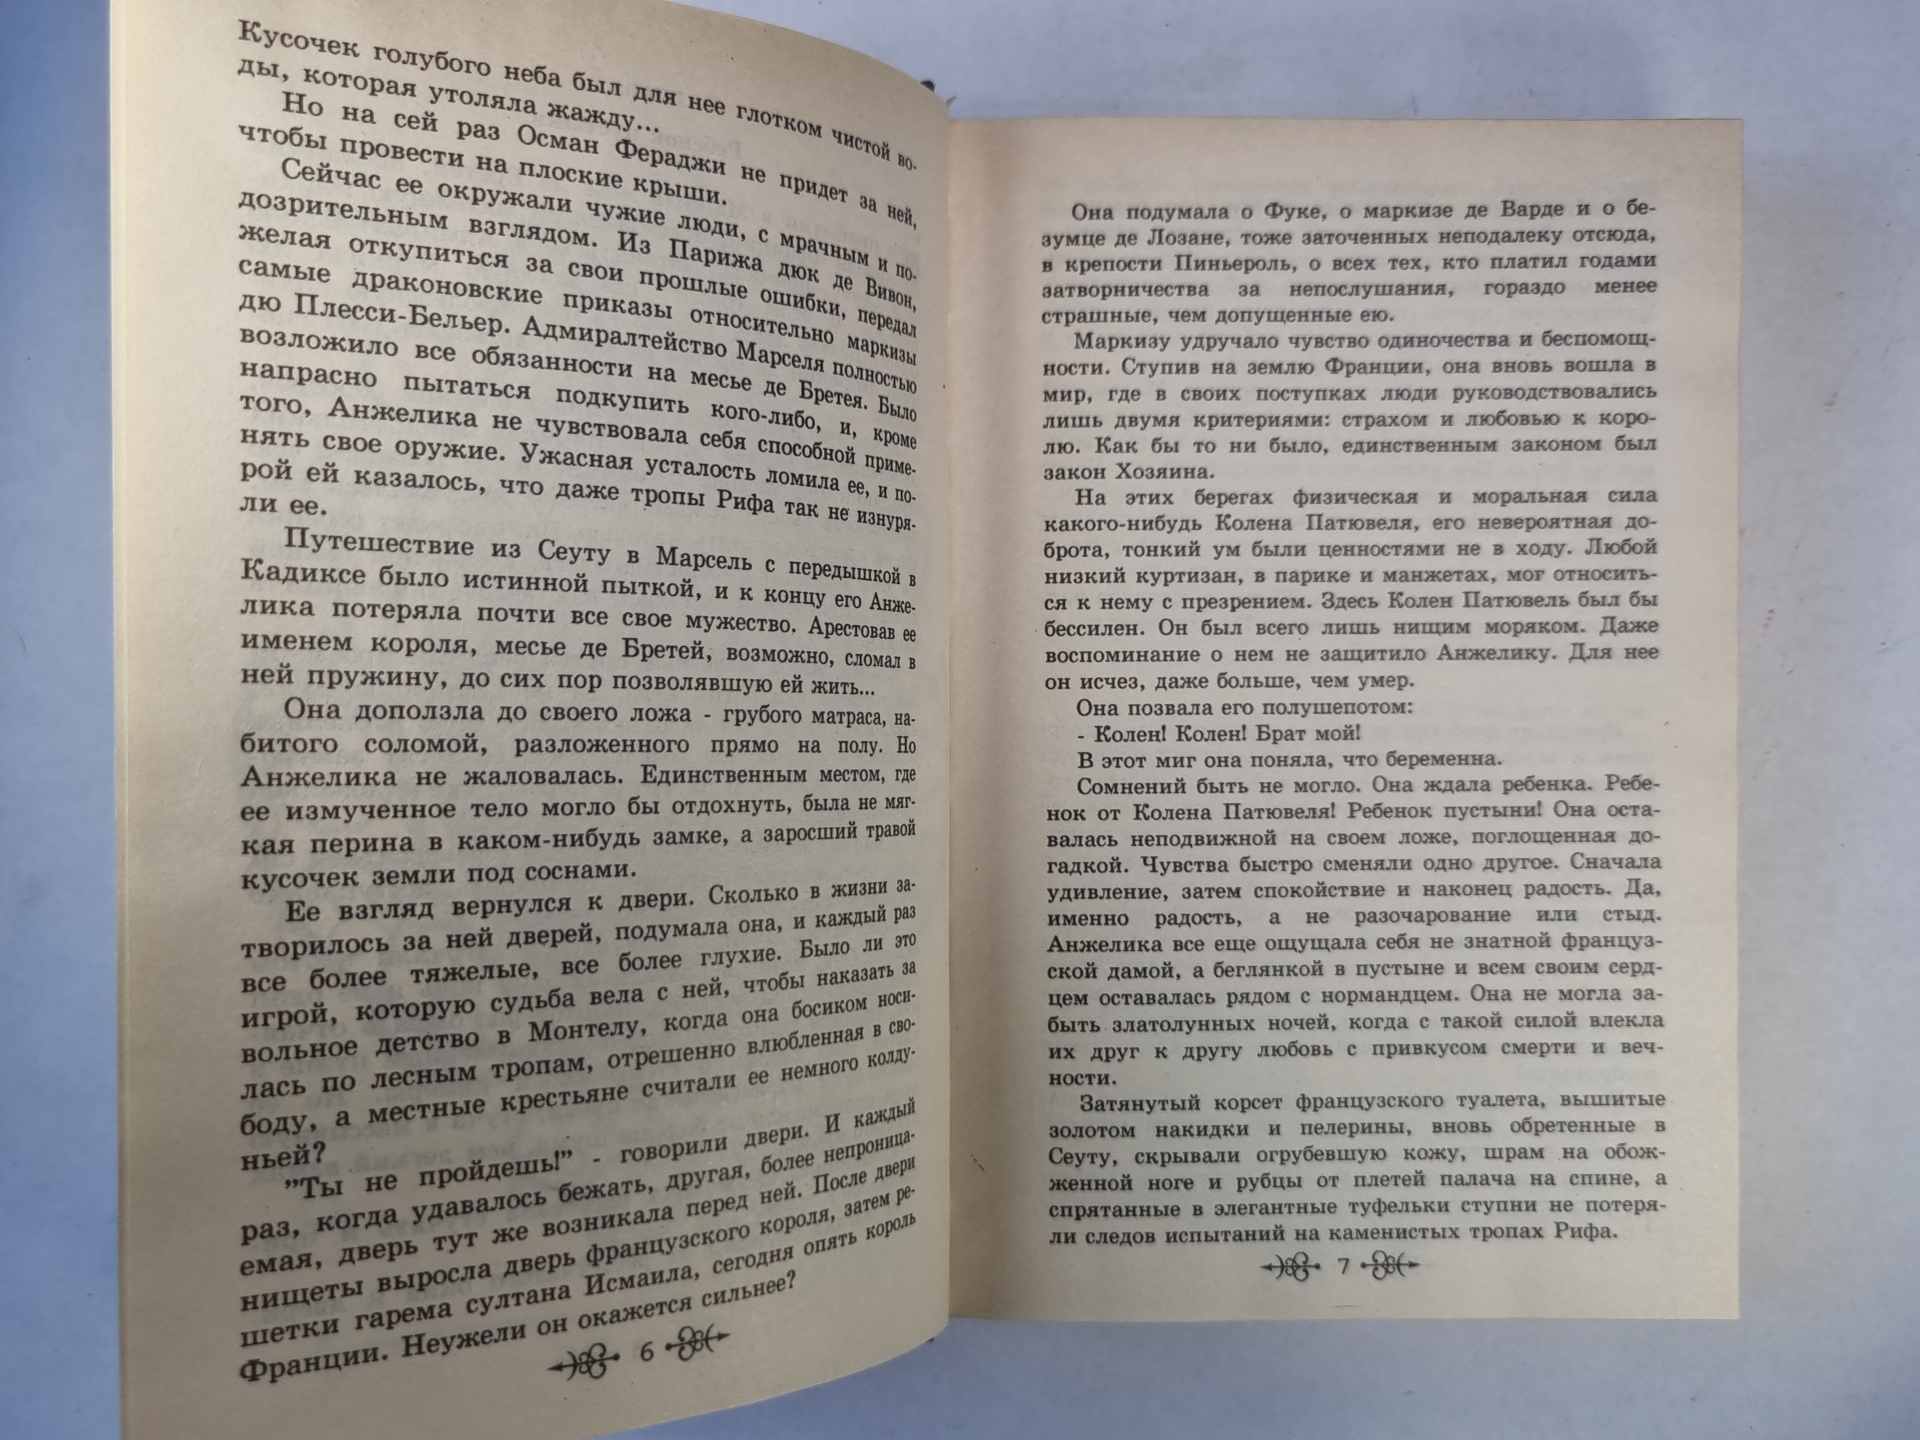 Кусочек голубого неба был для нее глотком чистой во-
ды, которая утоляла жажду...
Но на сей раз Осман Фераджи не придет за ней,
чтобы провести на плоские крыши.
Сейчас ее окружали чужие люди, с мрачным и по-
дозрительным взглядом. Из Парижа дюк де Вивон,
желая откупиться за свои прошлые ошибки, передал
самые драконовские приказы относительно маркизы
дю Плесси-Бельер. Адмиралтейство Марселя полностью
возложило все обязанности на месье де Бретея. Было
напрасно пытаться подкупить кого-либо, и, кроме
того, Анжелика не чувствовала себя способной приме-
нять свое оружие. Ужасная усталость ломила ее, и по-
рой ей казалось, что даже тропы Рифа так не изнуря-
ли ее.
Путешествие из Сеуту в Марсель с передышкой в
Кадиксе было истинной пыткой, и к концу его Анже-
лика потеряла почти все свое мужество. Арестовав ее
именем короля, месье де Бретей, возможно, сломал в
ней пружину, до сих пор позволявшую ей жить...
Она доползла до своего ложа - грубого матраса, на-
битого соломой, разложенного прямо на полу. Но
Анжелика не жаловалась. Единственным местом, где
ее измученное тело могло бы отдохнуть, была не мяг-
кая перина в каком-нибудь замке, а заросший травой
кусочек земли под соснами.
Ее взгляд вернулся к двери. Сколько в жизни за-
творилось за ней дверей, подумала она, и каждый раз
все более тяжелые, все более глухие. Было ли это
игрой, которую судьба вела с ней, чтобы наказать за
вольное детство в Монтелу, когда она босиком носи-
лась по лесным тропам, отрешенно влюбленная в сво-
боду, а местные крестьяне считали ее немного колду-
ньей?
"Ты не пройдешь!" - говорили двери. И каждый
раз, когда удавалось бежать, другая, более непроница-
емая, дверь тут же возникала перед ней. После двери
нищеты выросла дверь французского короля, затем ре-
шетки гарема султана Исмаила, сегодня опять король
Франции. Неужели он окажется сильнее?
6
Она подумала о Фуке, о маркизе де Варде и о бе-
зумце де Лозане, тоже заточенных неподалеку отсюда,
в крепости Пиньероль, о всех тех, кто платил годами
затворничества за непослушания, гораздо менее
страшные, чем допущенные ею.
Маркизу удручало чувство одиночества и беспомощ-
ности. Ступив на землю Франции, она вновь вошла в
мир, где в своих поступках люди руководствовались
лишь двумя критериями: страхом и любовью к коро-
лю. Как бы то ни было, единственным законом был
закон Хозяина.
На этих берегах физическая и моральная сила
какого-нибудь Колена Патювеля, его невероятная до-
брота, тонкий ум были ценностями не в ходу. Любой
низкий куртизан, в парике и манжетах, мог относить-
ся к нему с презрением. Здесь Колен Патювель был бы
бессилен. Он был всего лишь нищим моряком. Даже
воспоминание о нем не защитило Анжелику. Для нее
он исчез, даже больше, чем умер.
Она позвала его полушепотом:
- Колен! Колен! Брат мой!
В этот миг она поняла, что беременна.
Сомнений быть не могло. Она ждала ребенка. Ребе-
нок от Колена Патювеля! Ребенок пустыни! Она оста-
валась неподвижной на своем ложе, поглощенная до-
гадкой. Чувства быстро сменяли одно другое. Сначала
удивление, затем спокойствие и наконец радость. Да,
именно радость, а не разочарование или стыд.
Анжелика все еще ощущала себя не знатной француз-
ской дамой, а беглянкой в пустыне и всем своим серд-
цем оставалась рядом с нормандцем. Она не могла за-
быть златолунных ночей, когда с такой силой влекла
их друг к другу любовь с привкусом смерти и веч-
ности.
Затянутый корсет французского туалета, вышитые
золотом накидки и пелерины, вновь обретенные в
Сеуту, скрывали огрубевшую кожу, шрам на обож-
женной ноге и рубцы от плетей палача на спине, а
спрятанные в элегантные туфельки ступни не потеря-
ли следов испытаний на каменистых тропах Рифа.
7